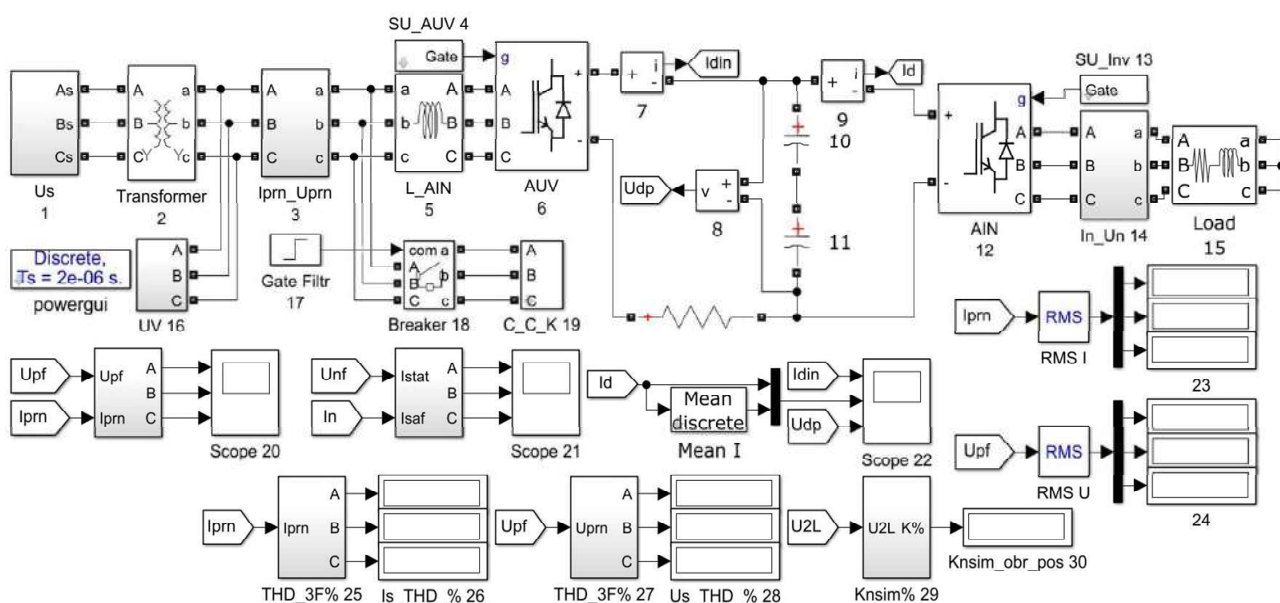 SU_AUV 4
Gate
g
Idin
i
+
-
7
i
Id
+
-
9
SU_Inv 13
Gate
g
As
Bs
Cs
Us
1
A
B
C
a
b
c
Y
Y
Transformer
2
A
B
C
a
b
c
Iprn_Uprn
3
a
b
c
A
B
C
L_AIN
5
A
B
C
+
-
AUV
6
Udp
v
+
-
8
+
10
+
11
+
-
A
B
C
AIN
12
A
B
C
a
b
c
In_Un 14
A
B
C
a
b
c
Load
15
Discrete,
Ts = 2e-06 s.
powergui
A
B
C
UV 16
Gate Filtr
17
com a
A
B
C
b
c
Breaker 18
A
B
C
C_C_K 19
+
Iprn
RMS
RMS I
23
Upf
Iprn
Upf
Iprn
A
B
C
Scope 20
Unf
In
Istat
Isaf
A
B
C
Scope 21
Id
Mean
discrete
Mean I
Idin
Udp
Scope 22
Upf
RMS
RMS U
24
Iprn
Iprn
A
B
C
THD_3F% 25
Is THD % 26
Upf
Uprn
A
B
C
THD_3F% 27
Us THD % 28
U2L
U2L K%
Knsim% 29
Knsim_obr_pos 30